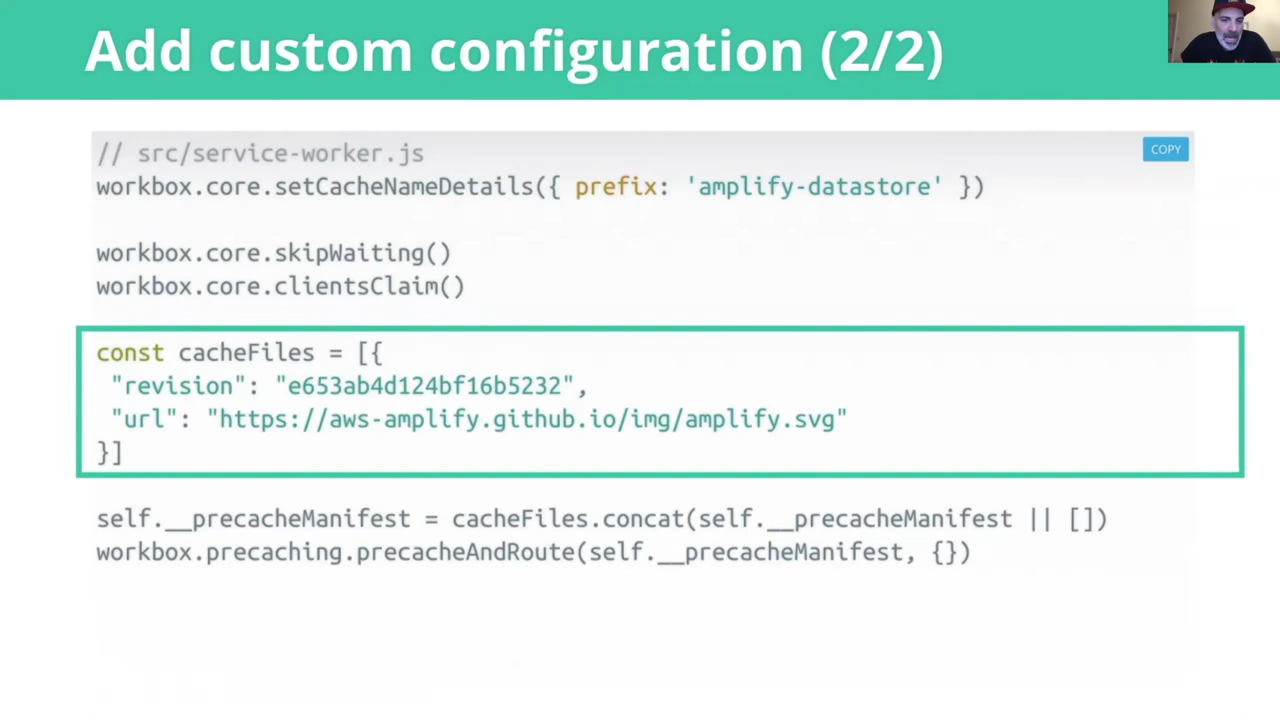 Add custom configuration (2/2)
COPY
// src/service-worker.js
workbox.core.setCacheNameDetails({ prefix: 'amplify-datastore' })
workbox.core.skipWaiting()
workbox.core.clientsClaim()
const cacheFiles = [{
"revision": "e653ab4d124bf16b5232",
"url": "https://aws-amplify.github.io/img/amplify.svg"
}]
self.__precacheManifest = cacheFiles.concat(self.__precacheManifest || [])
workbox.precaching.precacheAndRoute(self.__precacheManifest, {})